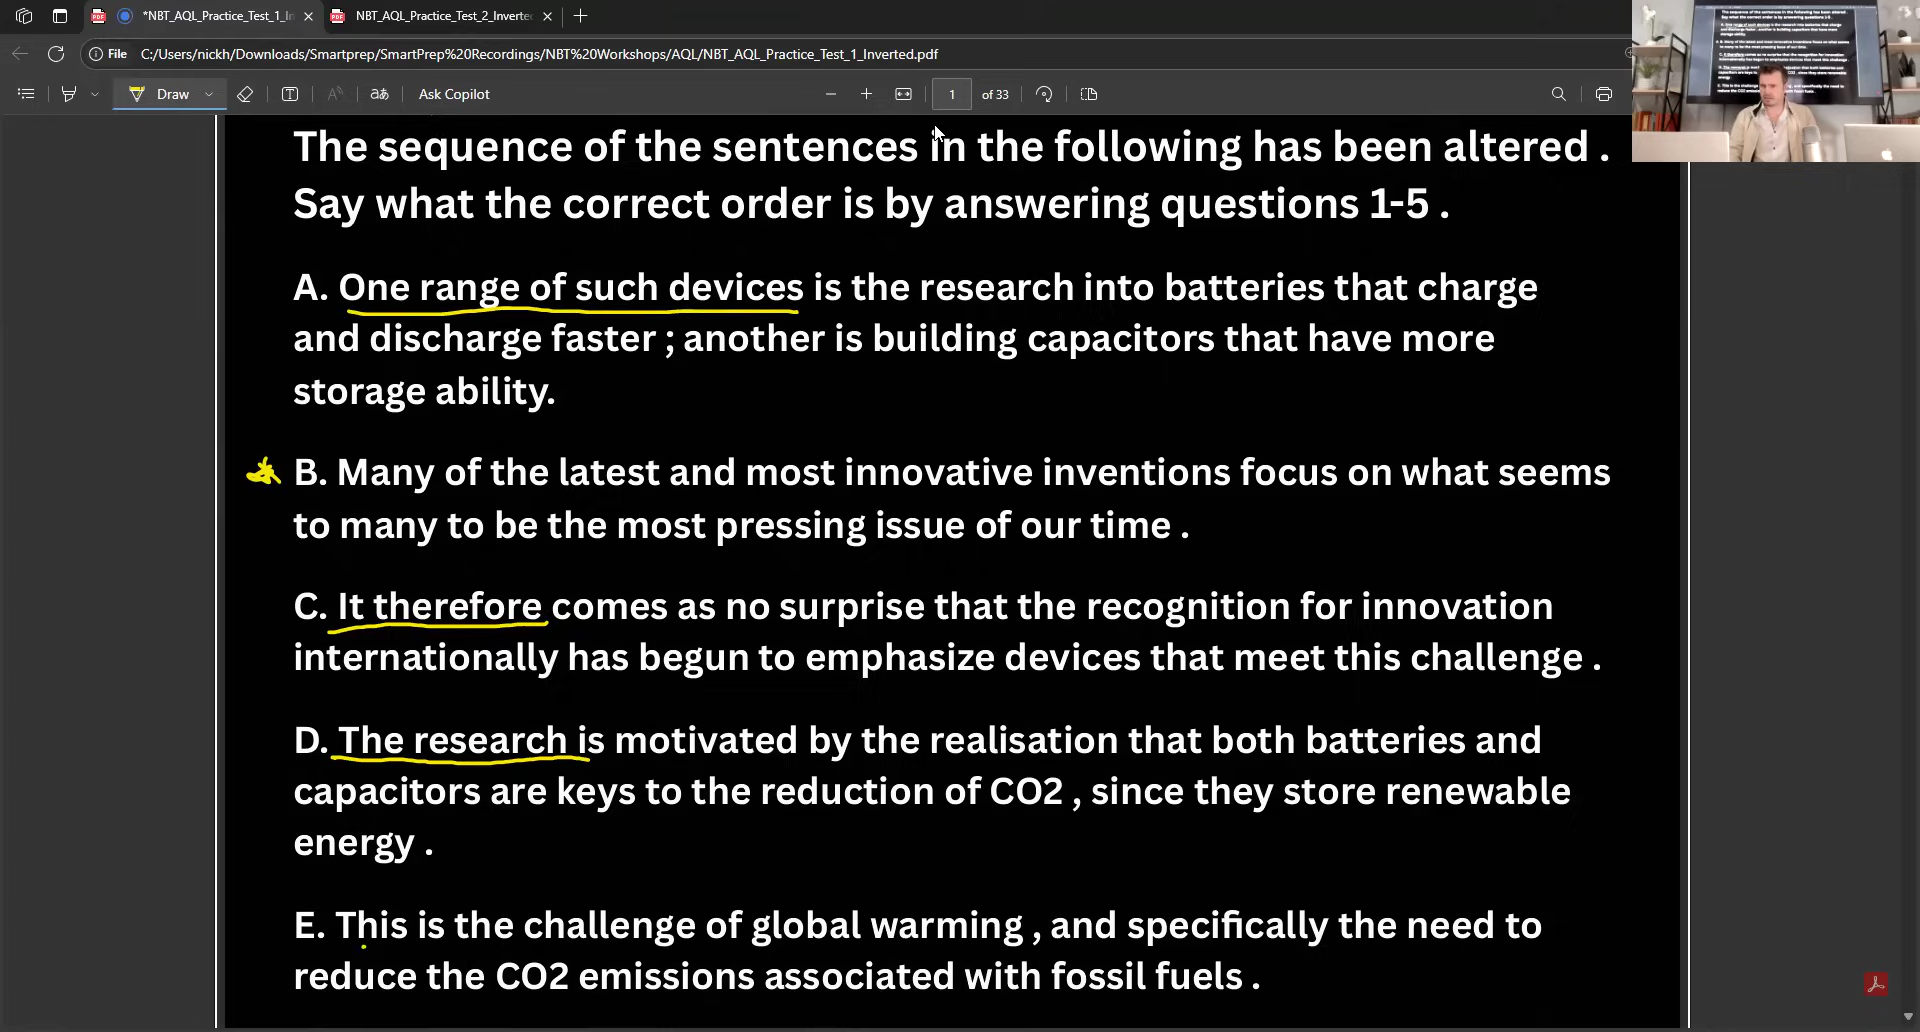 *NBT_AQL_Practice_Test_1_In
NBT_AQL_Practice_Test_2_Inverte
File
C:/Users/nickh/Downloads/Smartprep/SmartPrep%20Recordings/NBT%20Workshops/AQL/NBT_AQL_Practice_Test_1_Inverted.pdf
Draw
Ask Copilot
1 of 33
The sequence of the sentences in the following has been altered .
Say what the correct order is by answering questions 1-5 .
A. One range of such devices is the research into batteries that charge
and discharge faster ; another is building capacitors that have more
storage ability.
B. Many of the latest and most innovative inventions focus on what seems
to many to be the most pressing issue of our time .
C. It therefore comes as no surprise that the recognition for innovation
internationally has begun to emphasize devices that meet this challenge .
D. The research is motivated by the realisation that both batteries and
capacitors are keys to the reduction of CO2 , since they store renewable
energy .
E. This is the challenge of global warming , and specifically the need to
reduce the CO2 emissions associated with fossil fuels .